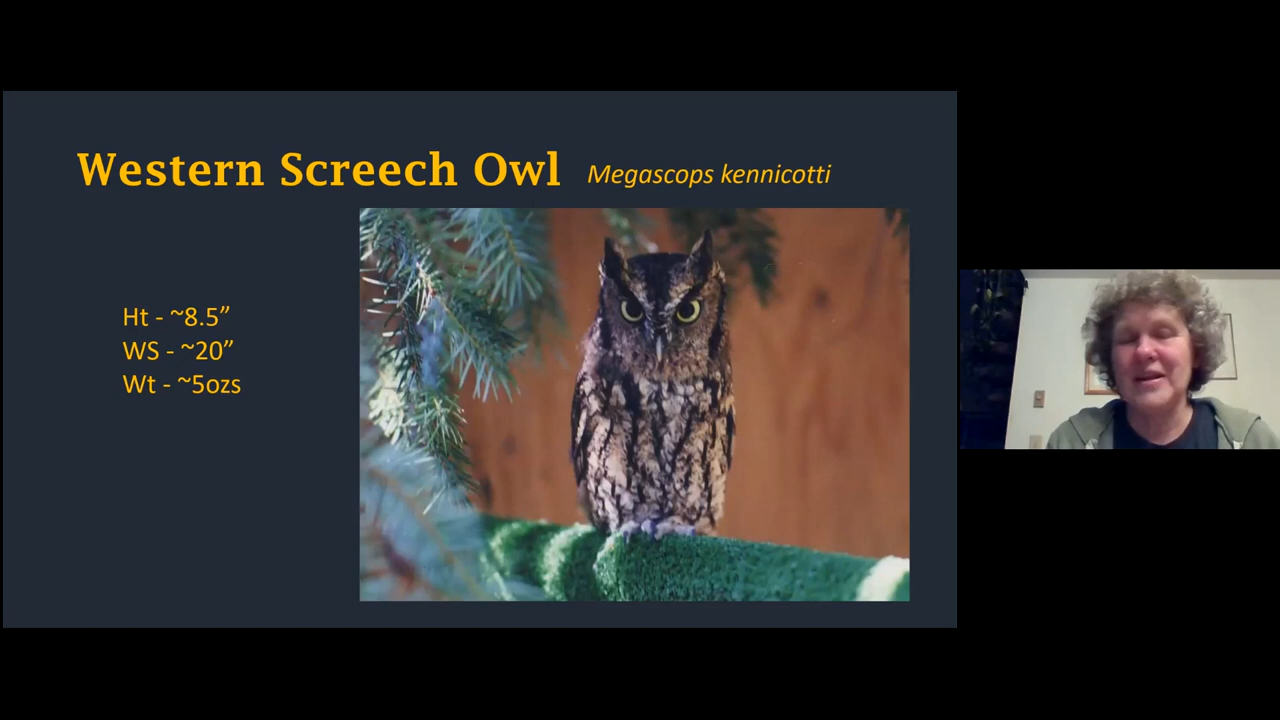 Western Screech Owl Megascops kennicotti
Ht - ~8.5”
WS - ~20”
Wt - ~5ozs